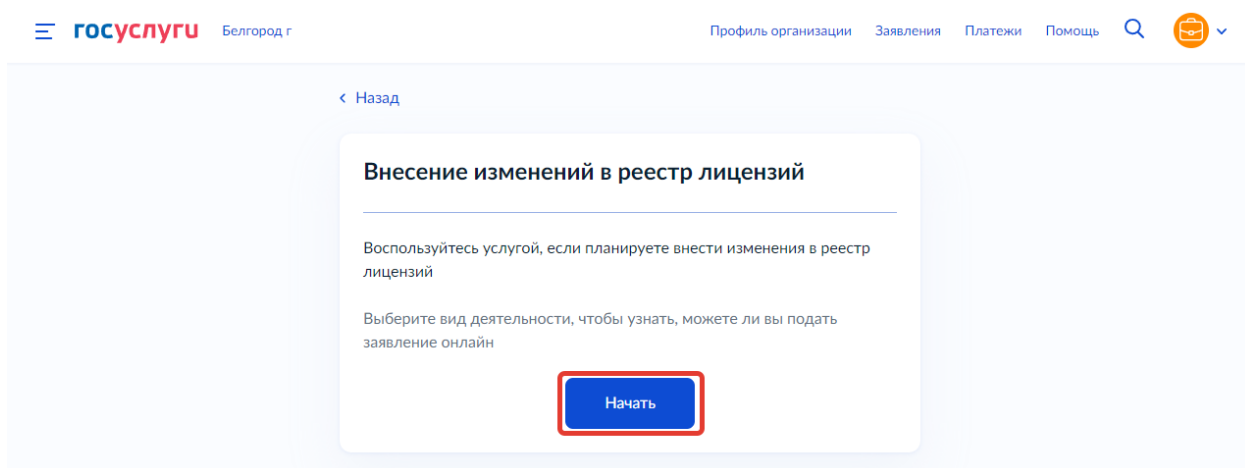 госуслуги Белгород г Профиль организации Заявления Платежи Помощь
Назад
Внесение изменений в реестр лицензий
Воспользуйтесь услугой, если планируете внести изменения в реестр
лицензий
Выберите вид деятельности, чтобы узнать, можете ли вы подать
заявление онлайн
Начать